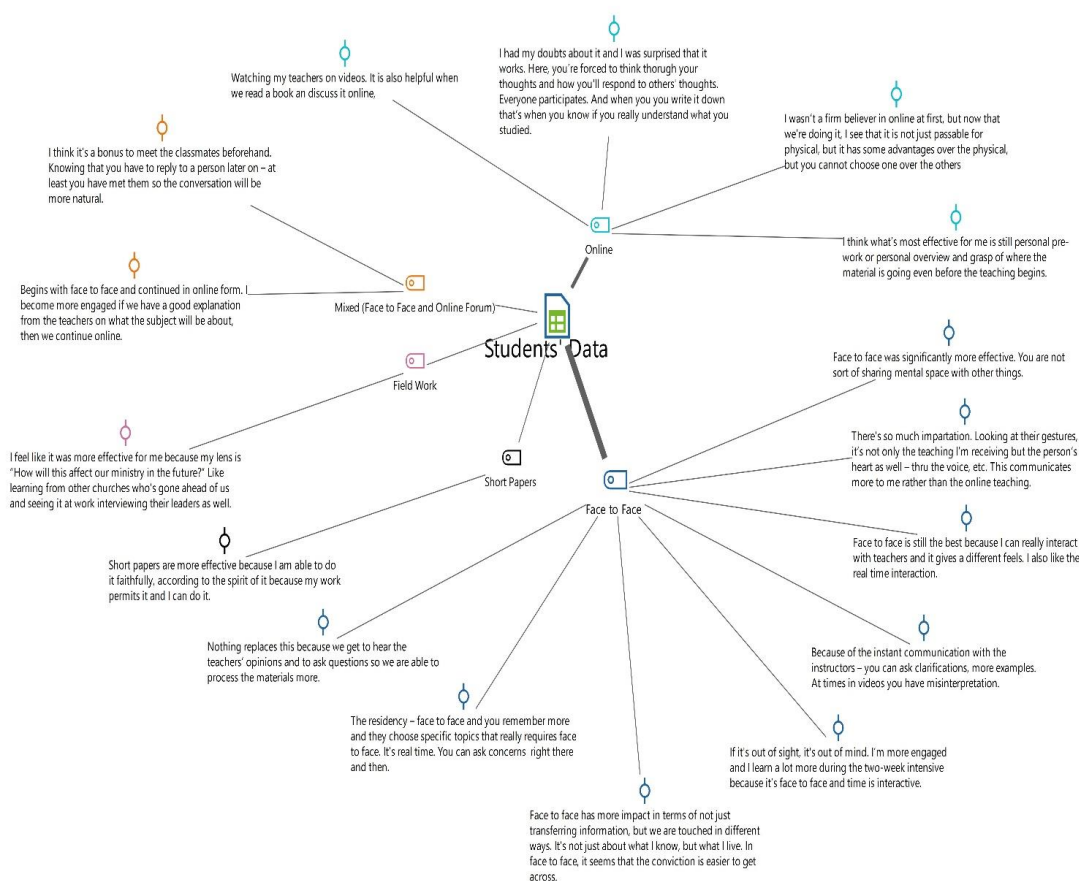 I had my doubts about it and I was surprised that it
works. Here, you're forced to think thorugh your
thoughts and how you'll respond to others' thoughts.
Everyone participates. And when you you write it down
that's when you know if you really understand what you
studied.
Watching my teachers on videos. It is also helpful when
we read a book an discuss it online,
I wasn't a firm believer in online at first, but now that
we're doing it, I see that it is not just passable for
physical, but it has some advantages over the physical,
but you cannot choose one over the others
I think it's a bonus to meet the classmates beforehand.
Knowing that you have to reply to a person later on – at
least you have met them so the conversation will be
more natural.
Online
I think what's most effective for me is still personal pre-
work or personal overview and grasp of where the
material is going even before the teaching begins.
Begins with face to face and continued in online form. I
become more engaged if we have a good explanation
from the teachers on what the subject will be about,
then we continue online.
Mixed (Face to Face and Online Forum)
Students' Data
Field Work
Face to face was significantly more effective. You are not
sort of sharing mental space with other things.
There's so much impartation. Looking at their gestures,
it's not only the teaching I'm receiving but the person's
heart as well – thru the voice, etc. This communicates
more to me rather than the online teaching.
I feel like it was more effective for me because my lens is
"How will this affect our ministry in the future?" Like
learning from other churches who's gone ahead of us
and seeing it at work interviewing their leaders as well.
Short Papers
Face to Face
Face to face is still the best because I can really interact
with teachers and it gives a different feels. I also like the
real time interaction.
Short papers are more effective because I am able to do
it faithfully, according to the spirit of it because my work
permits it and I can do it.
Nothing replaces this because we get to hear the
teachers' opinions and to ask questions so we are able to
process the materials more.
Because of the instant communication with the
instructors – you can ask clarifications, more examples.
At times in videos you have misinterpretation.
The residency – face to face and you remember more
and they choose specific topics that really requires face
to face. It's real time. You can ask concerns right there
and then.
If it's out of sight, it's out of mind. I'm more engaged
and I learn a lot more during the two-week intensive
because it's face to face and time is interactive.
Face to face has more impact in terms of not just
transferring information, but we are touched in different
ways. It's not just about what I know, but what I live. In
face to face, it seems that the conviction is easier to get
across.